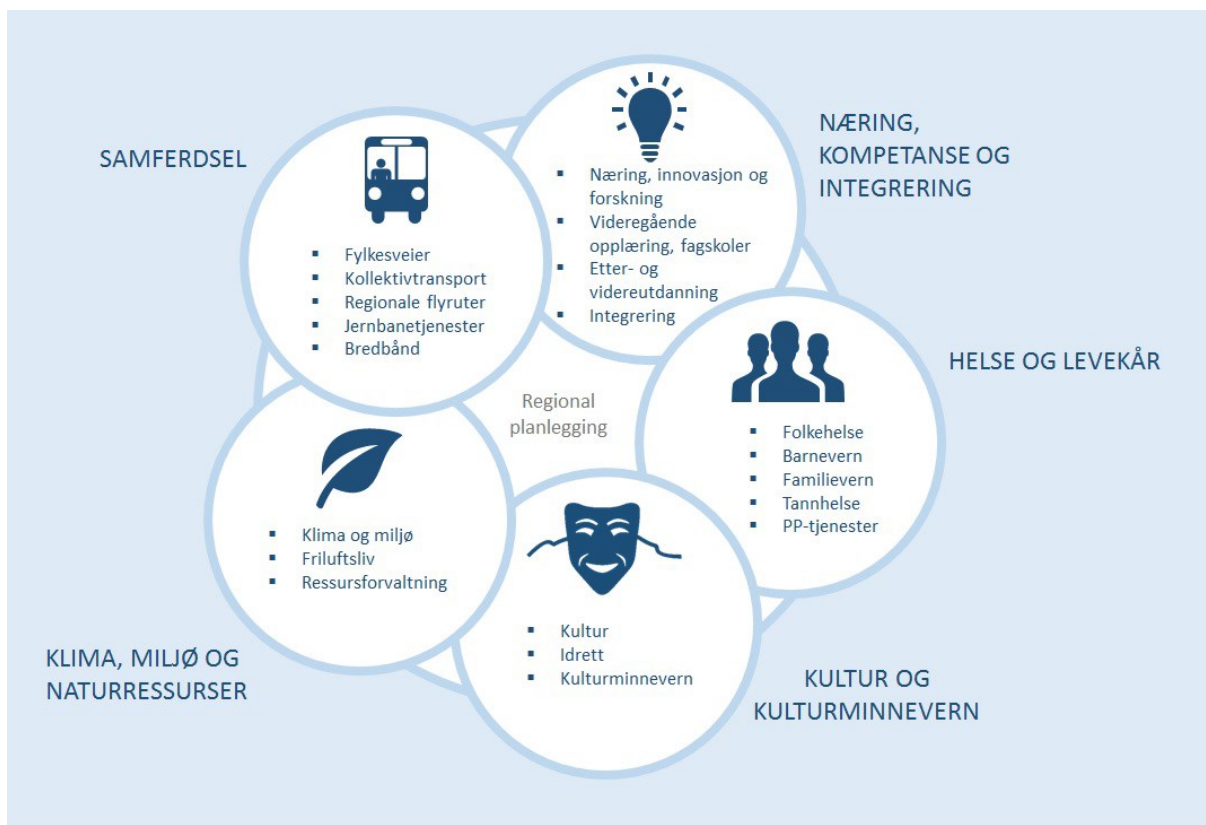 SAMFERDSEL
▪ Fylkesveier
▪ Kollektivtransport
▪ Regionale flyruter
▪ Jernbanetjenester
▪ Bredbånd
NÆRING,
KOMPETANSE OG
INTEGRERING
▪ Næring, innovasjon og
forskning
▪ Videregående
opplæring, fagskoler
▪ Etter- og
videreutdanning
▪ Integrering
HELSE OG LEVEKÅR
▪ Folkehelse
▪ Barnevern
▪ Familievern
▪ Tannhelse
▪ PP-tjenester
Regional
planlegging
▪ Klima og miljø
▪ Friluftsliv
▪ Ressursforvaltning
KLIMA, MILJØ OG
NATURRESSURSER
▪ Kultur
▪ Idrett
▪ Kulturminnevern
KULTUR OG
KULTURMINNEVERN